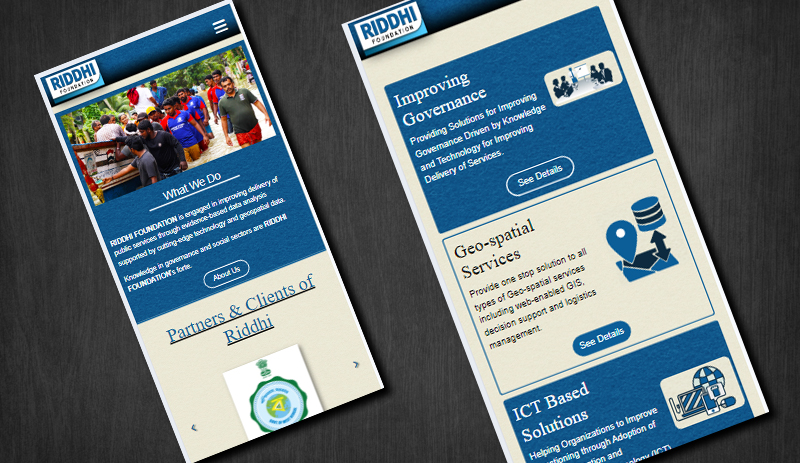 RIDDHI
FOUNDATION
What We Do
RIDDHI FOUNDATION is engaged in improving delivery of
public services through evidence-based data analysis
supported by cutting-edge technology and geospatial data.
Knowledge in governance and social sectors are RIDDHI
FOUNDATION's forte.
About Us
Partners & Clients of
Riddhi
RIDDHI
FOUNDATION
Improving
Governance
Providing Solutions for Improving
Governance Driven by Knowledge
and Technology for Improving
Delivery of Services.
See Details
Geo-spatial
Services
Provide one stop solution to all
types of Geo-spatial services
including web-enabled GIS,
decision support and logistics
management.
See Details
ICT Based
Solutions
Helping Organizations to Improve
Functioning through Adoption of